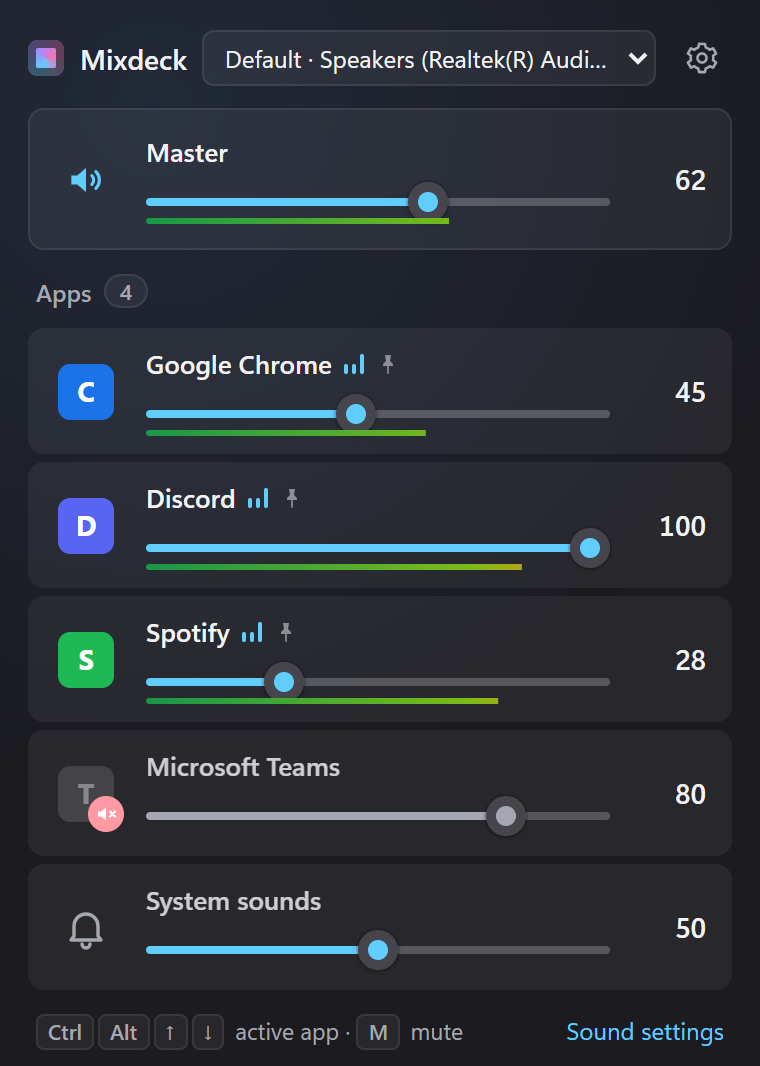 Mixdeck Default · Speakers (Realtek(R) Audi...
Master
62
Apps 4
C Google Chrome
45
D Discord
100
S Spotify
28
T Microsoft Teams
80
System sounds
50
Ctrl Alt ↑ ↓ active app · M mute Sound settings